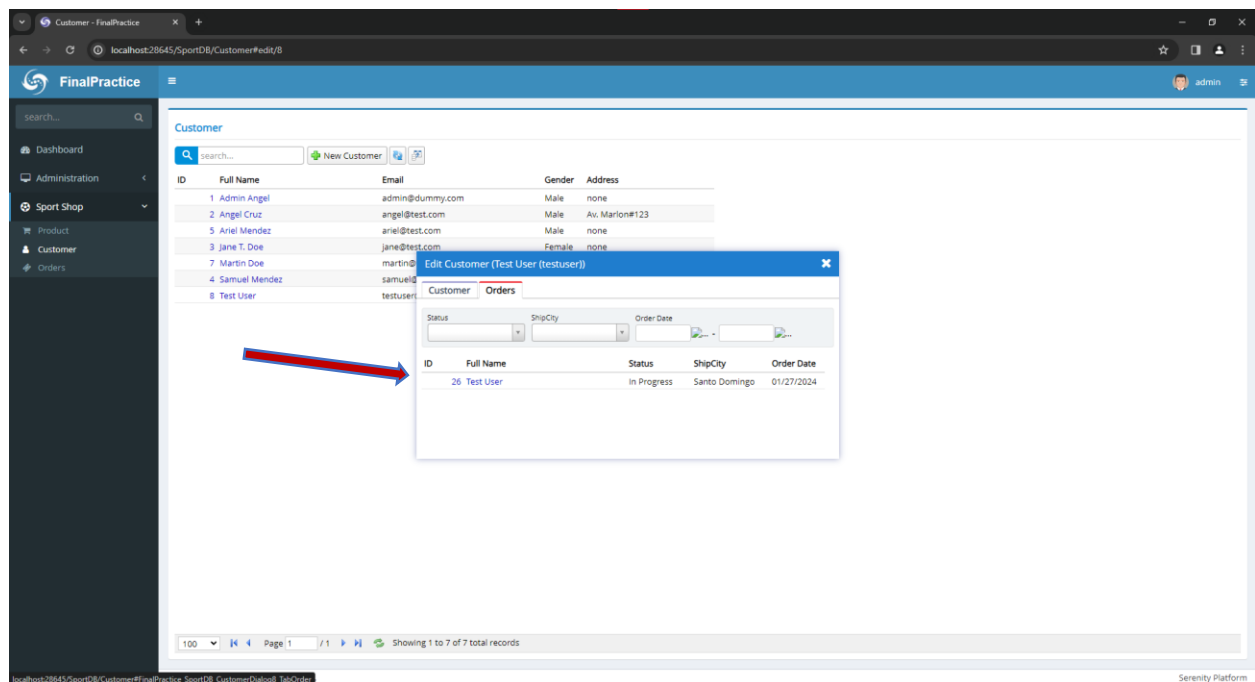 Customer - FinalPractice
localhost:28645/SportDB/Customer#edit/8
FinalPractice
admin
search...
Dashboard
Administration
Sport Shop
Product
Customer
Orders
Customer
search...
New Customer
ID Full Name Email Gender Address
1 Admin Angel admin@dummy.com Male none
2 Angel Cruz angel@test.com Male Av. Marlon#123
5 Ariel Mendez ariel@test.com Male none
3 Jane T. Doe jane@test.com Female none
7 Martin Doe martin@
4 Samuel Mendez samuel@
8 Test User testuser
Edit Customer (Test User (testuser))
Customer Orders
Status ShipCity Order Date
... - ...
ID Full Name Status ShipCity Order Date
26 Test User In Progress Santo Domingo 01/27/2024
100 Page 1 / 1 Showing 1 to 7 of 7 total records
localhost:28645/SportDB/Customer#FinalPractice_SportDB_CustomerDialog8_TabOrder
Serenity Platform